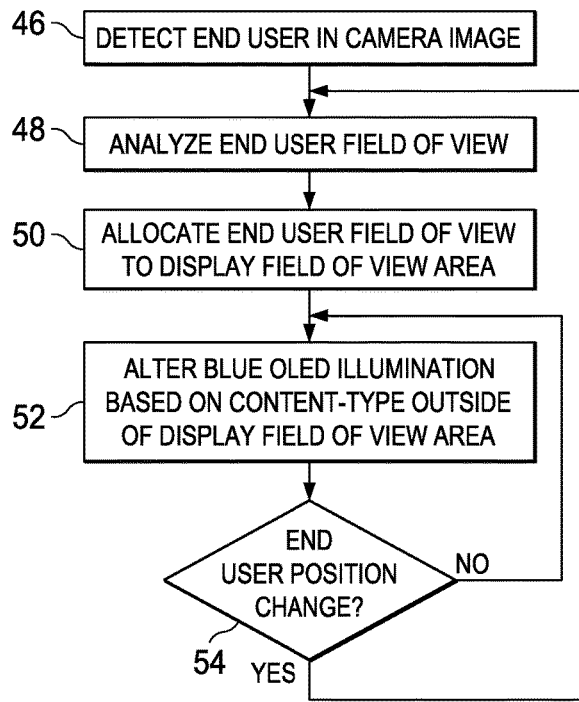 46
DETECT END USER IN CAMERA IMAGE
48
ANALYZE END USER FIELD OF VIEW
50
ALLOCATE END USER FIELD OF VIEW
TO DISPLAY FIELD OF VIEW AREA
52
ALTER BLUE OLED ILLUMINATION
BASED ON CONTENT-TYPE OUTSIDE
OF DISPLAY FIELD OF VIEW AREA
END
USER POSITION
CHANGE?
NO
54
YES